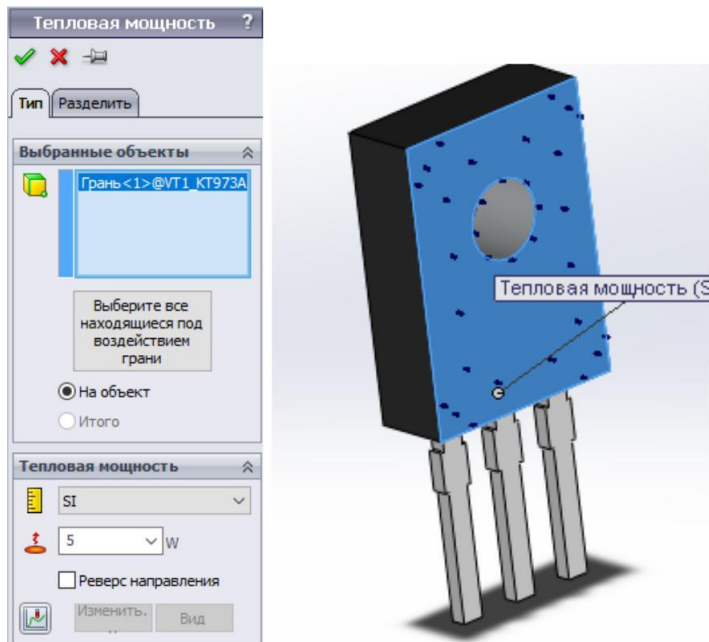 Тепловая мощность ?
Тип Разделить
Выбранные объекты
Грань<1>@VT1_KT973A
Выберите все
находящиеся под
воздействием
грани
На объект
Итого
Тепловая мощность
SI
5 W
Реверс направления
Изменить. Вид
Тепловая мощность (S